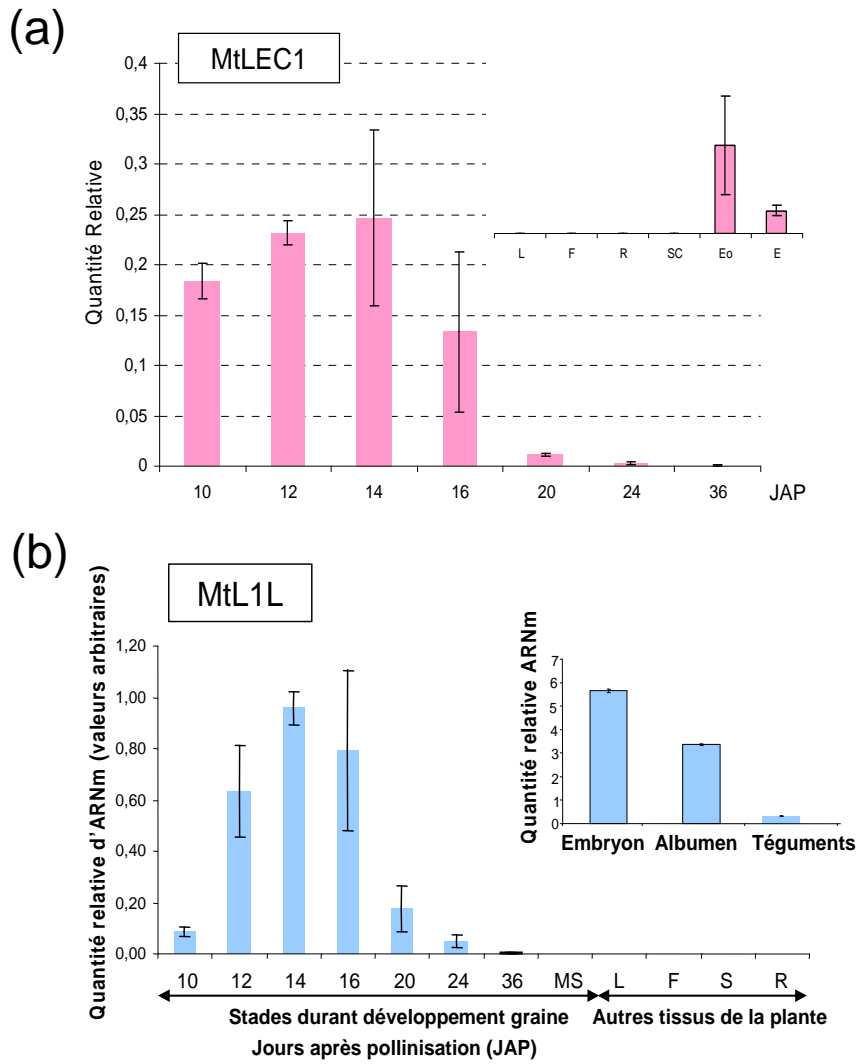 (a)
MtLEC1
Quantité Relative
0,4
0,35
0,3
0,25
0,2
0,15
0,1
0,05
0
10 12 14 16 20 24 36 JAP
L F R SC Eo E
(b)
MtL1L
Quantité relative d'ARNm (valeurs arbitraires)
1,20
1,00
0,80
0,60
0,40
0,20
0,00
10 12 14 16 20 24 36 MS L F S R
Stades durant développement graine Autres tissus de la plante
Jours après pollinisation (JAP)
Quantité relative ARNm
7
6
5
4
3
2
1
0
Embryon Albumen Téguments